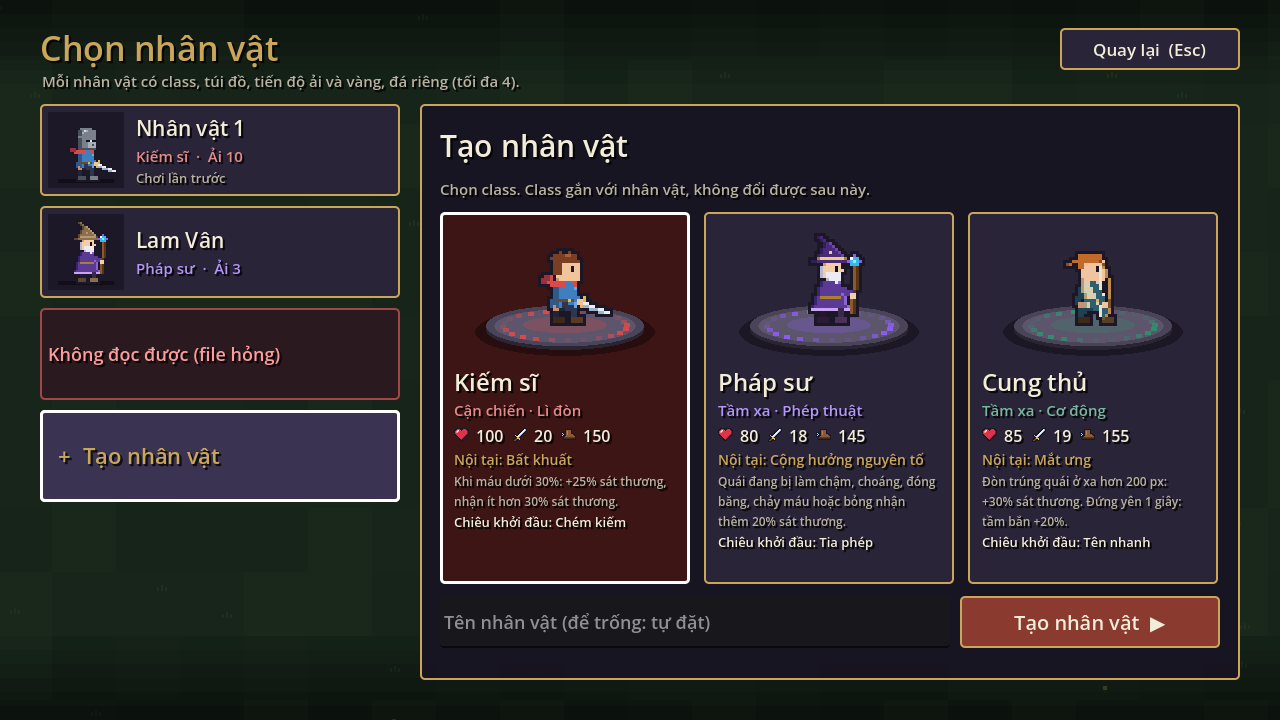 Chọn nhân vật
Mỗi nhân vật có class, túi đồ, tiến độ ải và vàng, đá riêng (tối đa 4).
Quay lại (Esc)
Nhân vật 1
Kiếm sĩ · Ải 10
Chơi lần trước
Lam Vân
Pháp sư · Ải 3
Không đọc được (file hỏng)
+ Tạo nhân vật
Tạo nhân vật
Chọn class. Class gắn với nhân vật, không đổi được sau này.
Kiếm sĩ
Cận chiến · Lì đòn
100 20 150
Nội tại: Bất khuất
Khi máu dưới 30%: +25% sát thương,
nhận ít hơn 30% sát thương.
Chiêu khởi đầu: Chém kiếm
Pháp sư
Tầm xa · Phép thuật
80 18 145
Nội tại: Cộng hưởng nguyên tố
Quái đang bị làm chậm, choáng, đóng
băng, chảy máu hoặc bỏng nhận
thêm 20% sát thương.
Chiêu khởi đầu: Tia phép
Cung thủ
Tầm xa · Cơ động
85 19 155
Nội tại: Mắt ưng
Đòn trúng quái ở xa hơn 200 px:
+30% sát thương. Đứng yên 1 giây:
tầm bắn +20%.
Chiêu khởi đầu: Tên nhanh
Tên nhân vật (để trống: tự đặt)
Tạo nhân vật ▶